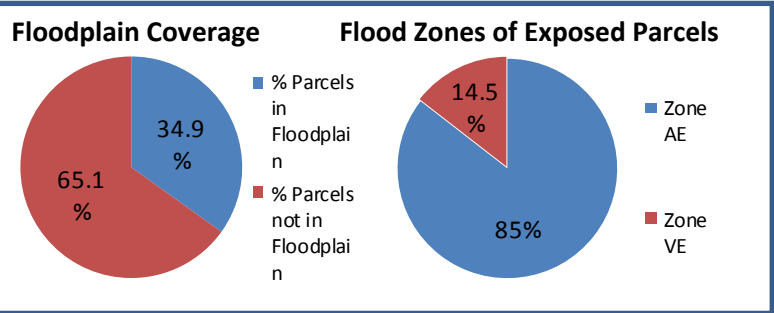 Floodplain Coverage
34.9
%
65.1
%
% Parcels
in
Floodplai
n
% Parcels
not in
Floodplai
n
Flood Zones of Exposed Parcels
14.5
%
85%
Zone
AE
Zone
VE